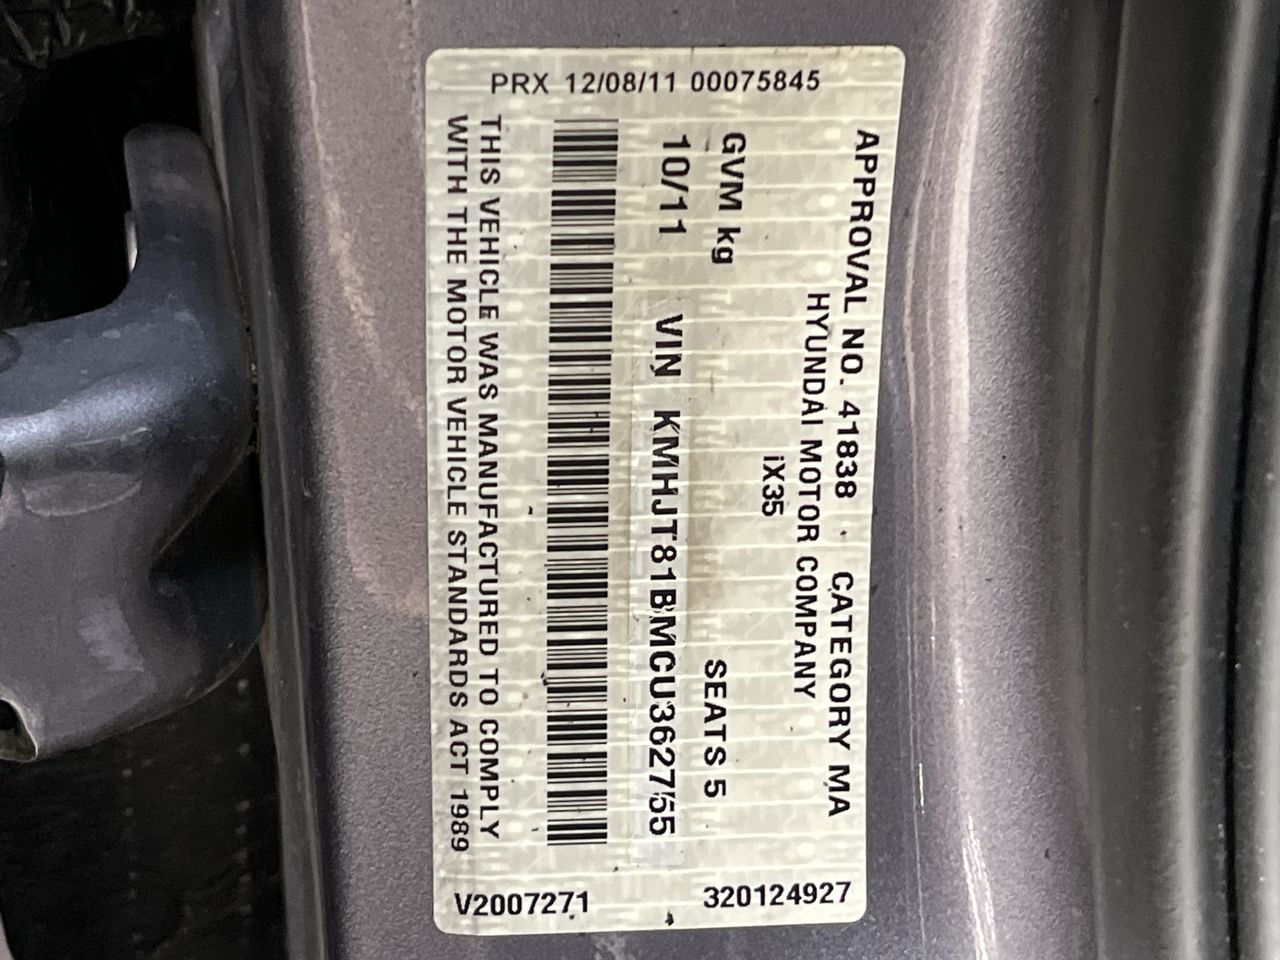 PRX 12/08/11 00075845
APPROVAL NO. 41838 CATEGORY MA
HYUNDAI MOTOR COMPANY
iX35
GVM kg SEATS 5
10/11 VIN KMHJT81BMCU362755
THIS VEHICLE WAS MANUFACTURED TO COMPLY
WITH THE MOTOR VEHICLE STANDARDS ACT 1989
V2007271 320124927